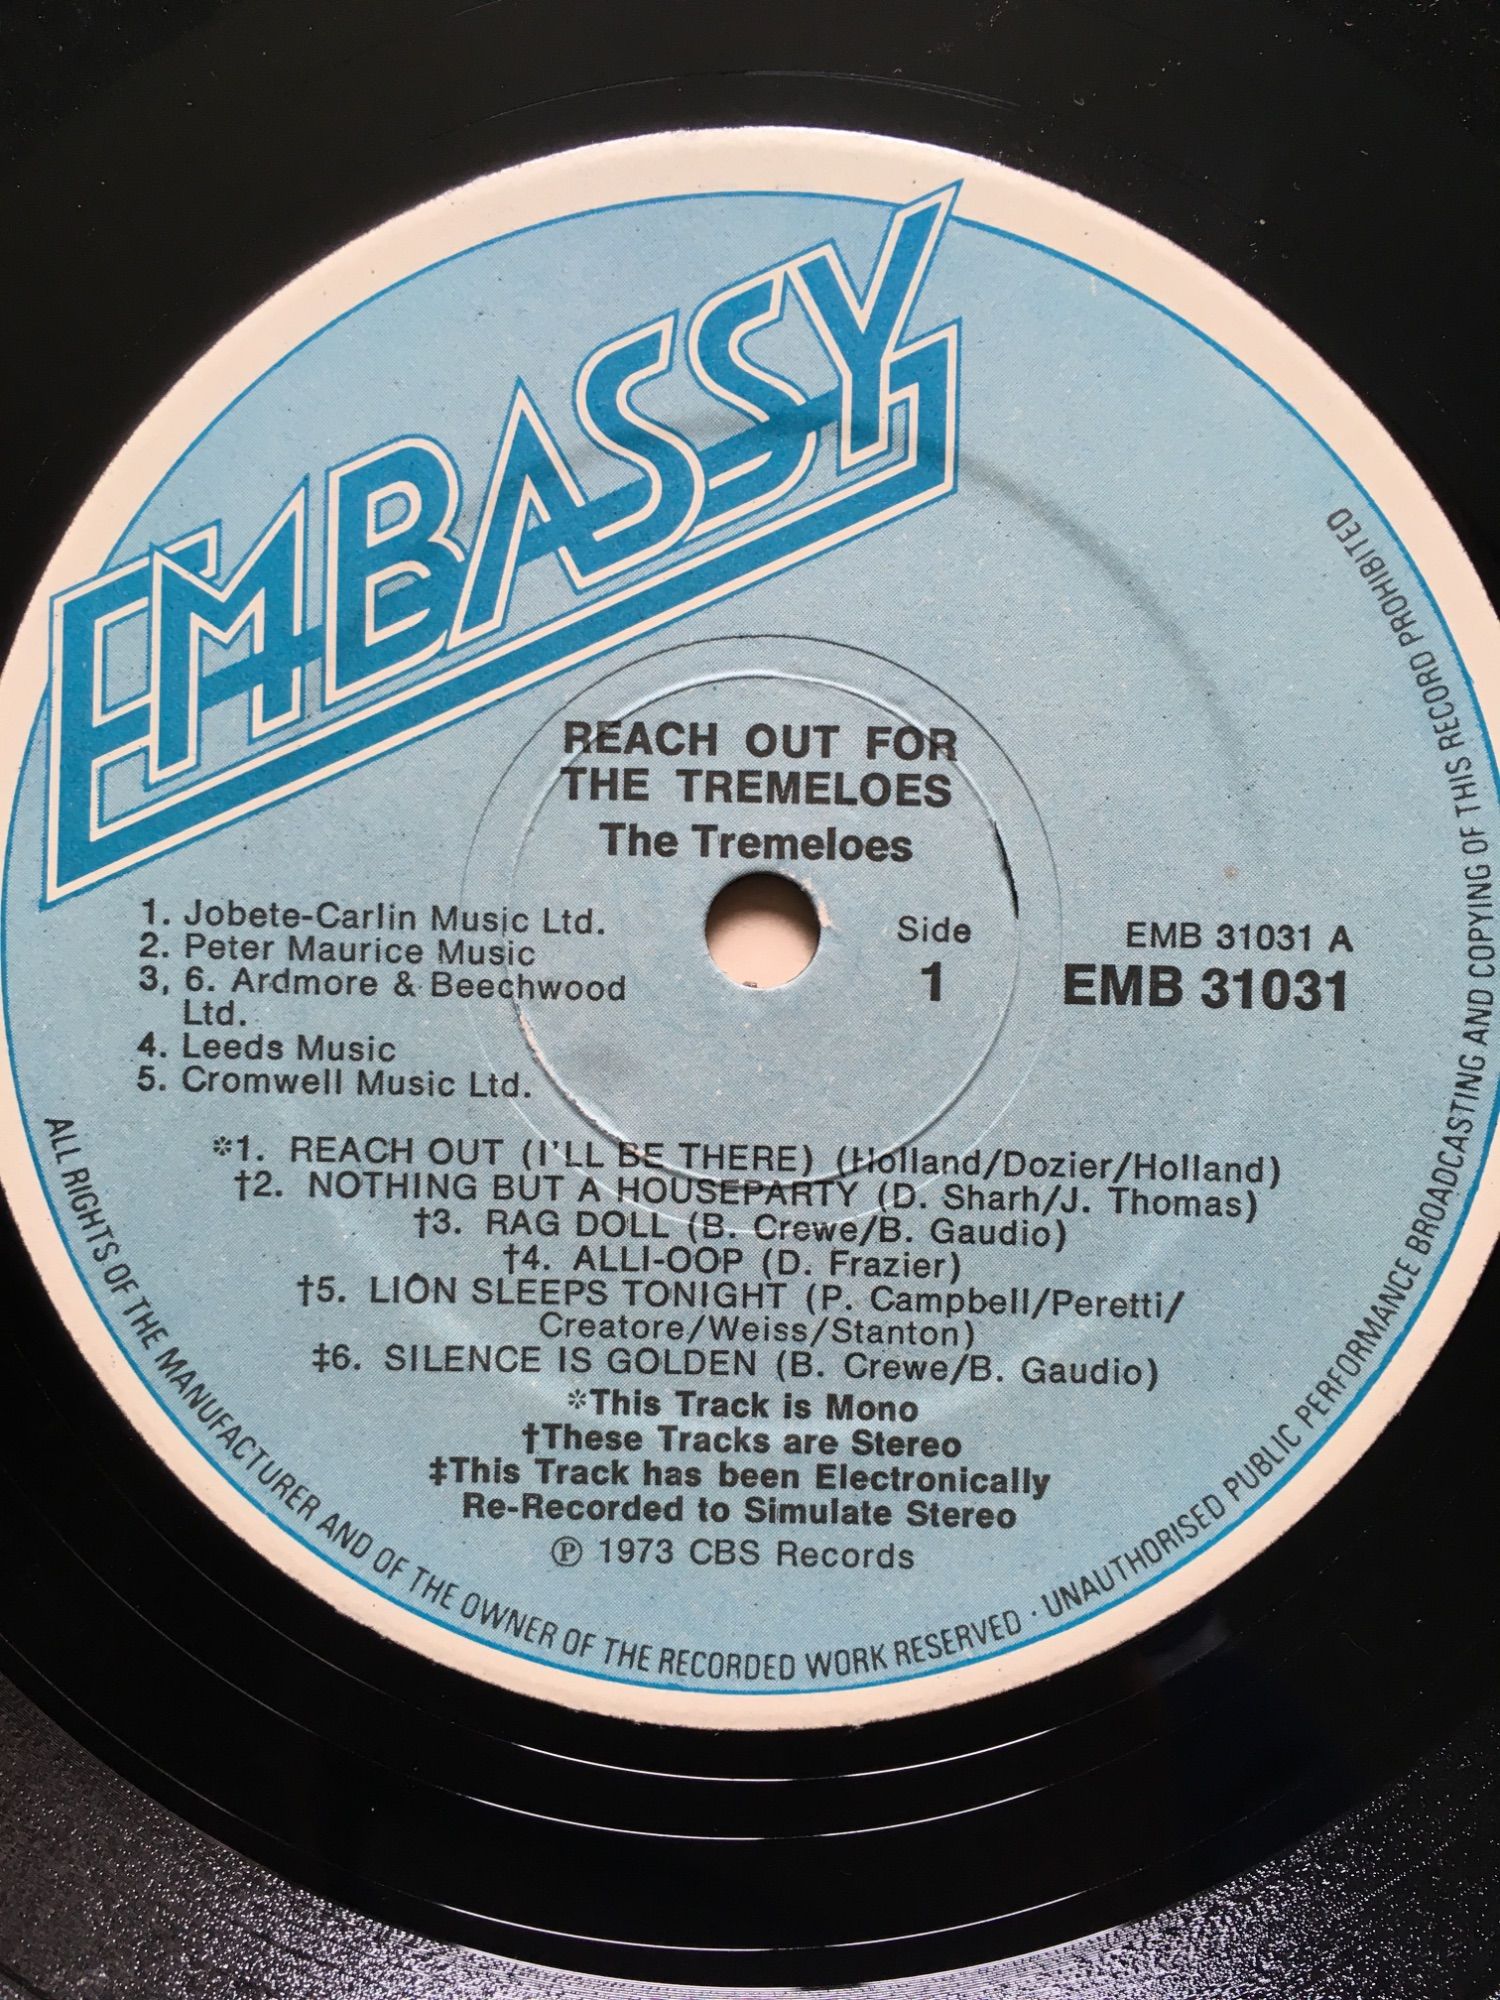 EMBASSY
REACH OUT FOR
THE TREMELOES
The Tremeloes
1. Jobete-Carlin Music Ltd.
2. Peter Maurice Music
3, 6. Ardmore & Beechwood
Ltd.
4. Leeds Music
5. Cromwell Music Ltd.
Side
1
EMB 31031 A
EMB 31031
*1. REACH OUT (I'LL BE THERE) (Holland/Dozier/Holland)
†2. NOTHING BUT A HOUSEPARTY (D. Sharh/J. Thomas)
†3. RAG DOLL (B. Crewe/B. Gaudio)
†4. ALLI-OOP (D. Frazier)
†5. LION SLEEPS TONIGHT (P. Campbell/Peretti/
Creatore/Weiss/Stanton)
‡6. SILENCE IS GOLDEN (B. Crewe/B. Gaudio)
*This Track is Mono
†These Tracks are Stereo
‡This Track has been Electronically
Re-Recorded to Simulate Stereo
℗ 1973 CBS Records
ALL RIGHTS OF THE MANUFACTURER AND OF THE OWNER OF THE RECORDED WORK RESERVED · UNAUTHORISED PUBLIC PERFORMANCE BROADCASTING AND COPYING OF THIS RECORD PROHIBITED